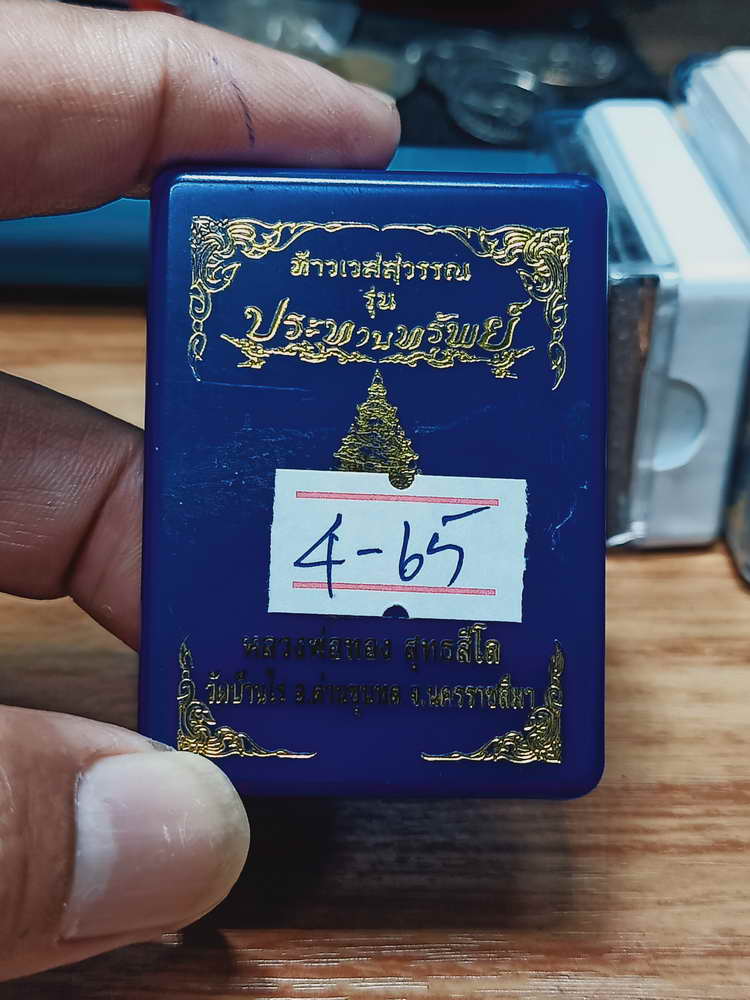 ท้าวเวสสุวรรณ
รุ่น
ประทานทรัพย์
4-65
หลวงพ่อทอง สุทธสีโล
วัดบ้านไร่ อ.ด่านขุนทด จ.นครราชสีมา